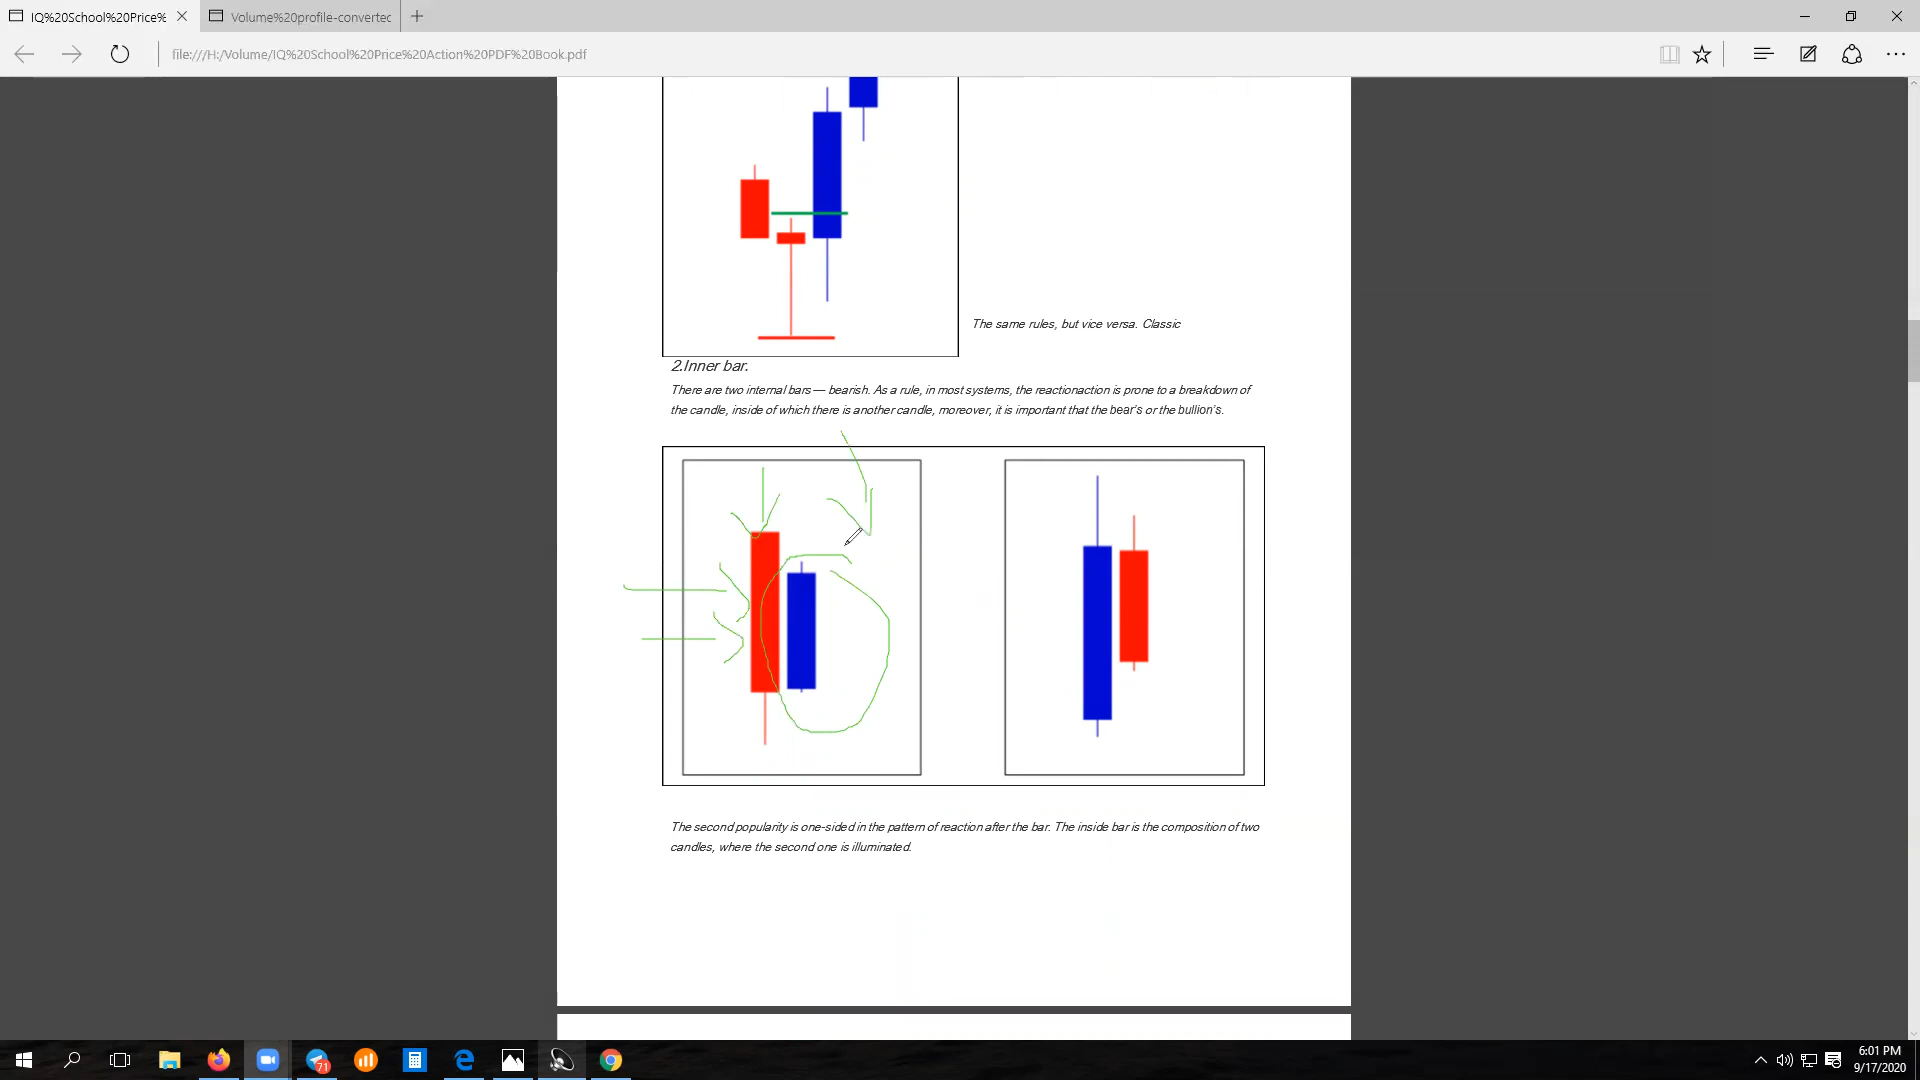 IQ%20School%20Price%
Volume%20profile-convertec
file:///H:/Volume/IQ%20School%20Price%20Action%20PDF%20Book.pdf
The same rules, but vice versa. Classic
2.Inner bar.
There are two internal bars — bearish. As a rule, in most systems, the reactionaction is prone to a breakdown of
the candle, inside of which there is another candle, moreover, it is important that the bear's or the bullion's.
The second popularity is one-sided in the pattern of reaction after the bar. The inside bar is the composition of two
candles, where the second one is illuminated.
71
6:01 PM
9/17/2020